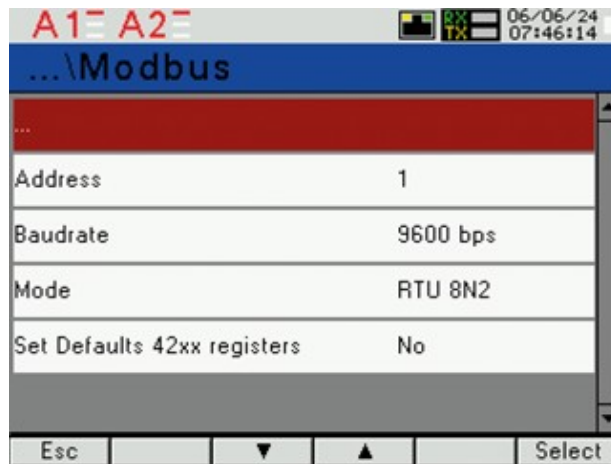 A1 A2 RX 06/06/24
TX 07:46:14
...\Modbus
...
Address 1
Baudrate 9600 bps
Mode RTU 8N2
Set Defaults 42xx registers No
Esc ▼ ▲ Select